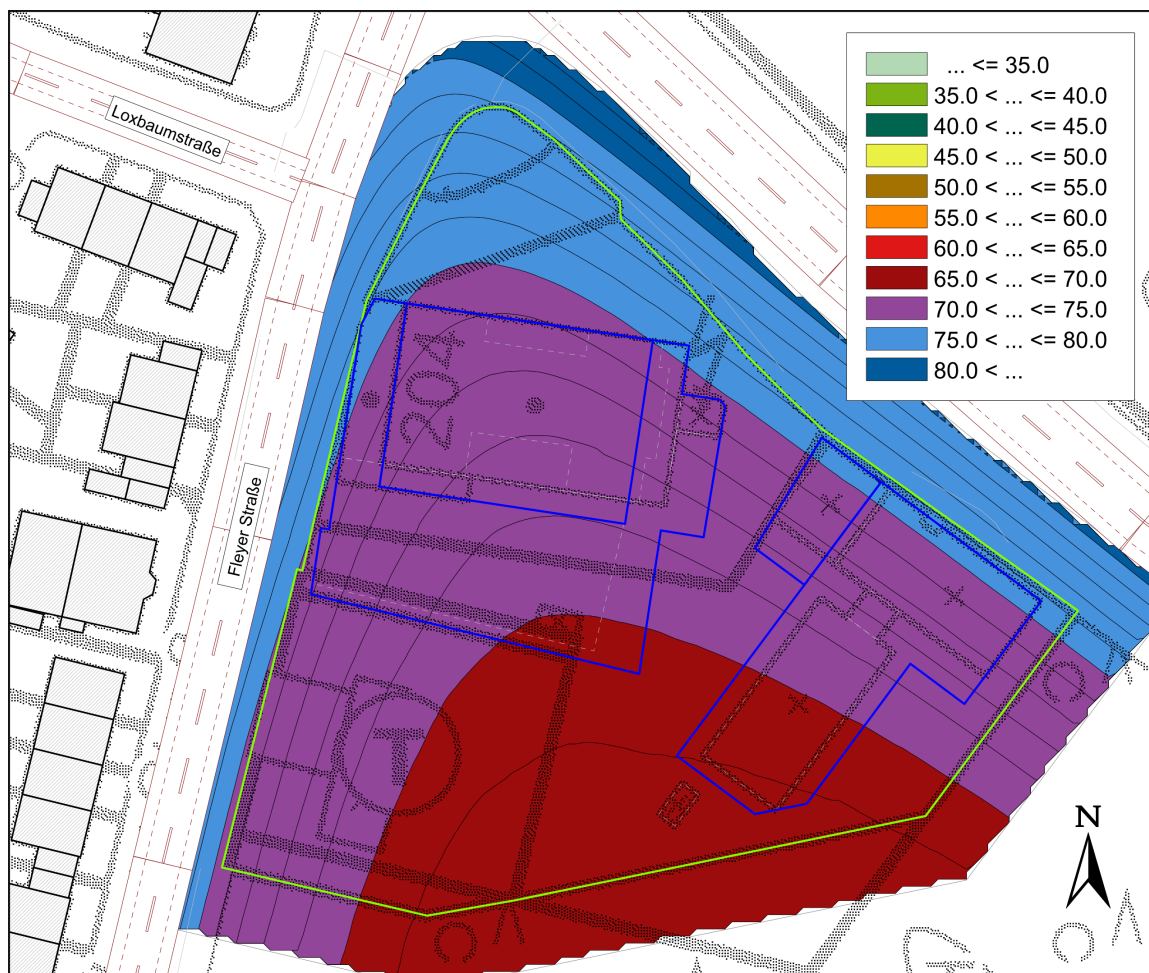 ... <= 35.0
35.0 < ... <= 40.0
40.0 < ... <= 45.0
45.0 < ... <= 50.0
50.0 < ... <= 55.0
55.0 < ... <= 60.0
60.0 < ... <= 65.0
65.0 < ... <= 70.0
70.0 < ... <= 75.0
75.0 < ... <= 80.0
80.0 < ...
Loxbaumstraße
204
Fleyer Straße
T
N